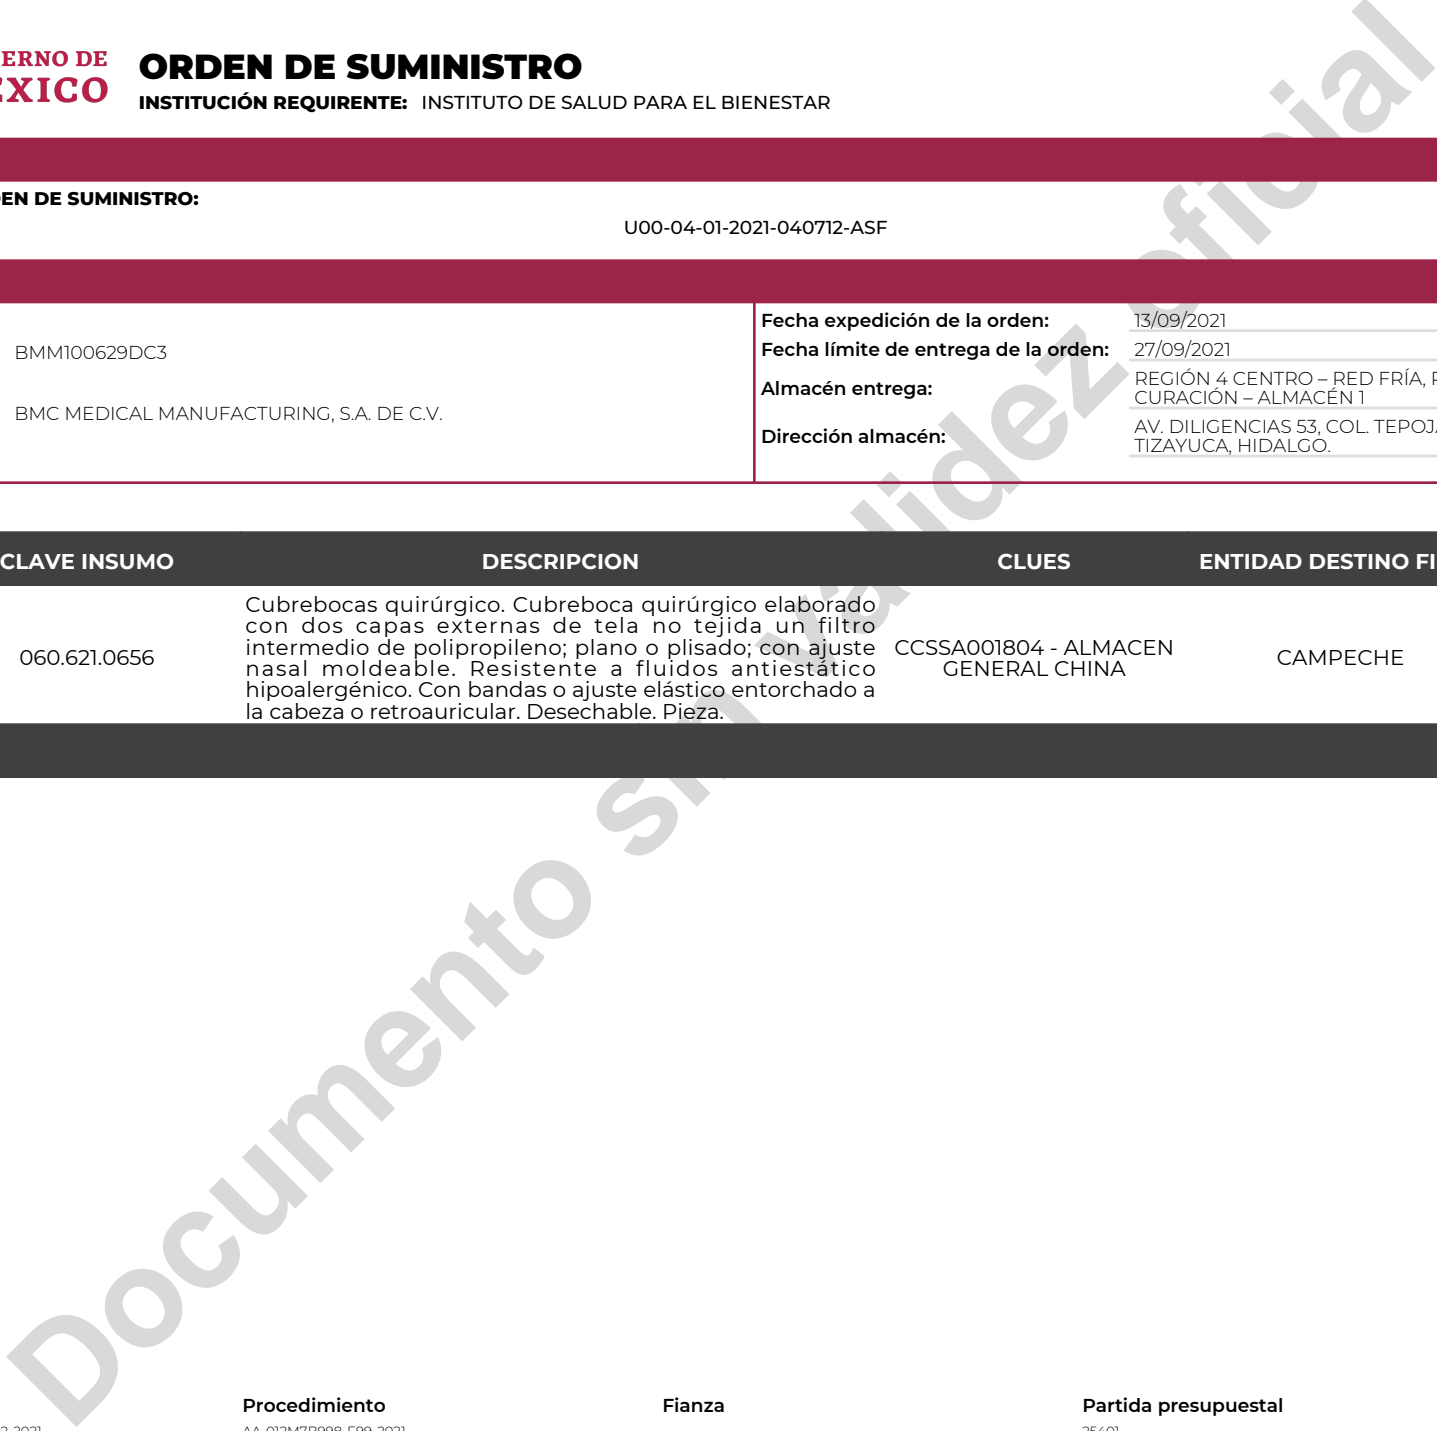 ERNO DE
EXICO
ORDEN DE SUMINISTRO
INSTITUCIÓN REQUIRENTE: INSTITUTO DE SALUD PARA EL BIENESTAR
EN DE SUMINISTRO:
U00-04-01-2021-040712-ASF
BMM100629DC3
BMC MEDICAL MANUFACTURING, S.A. DE C.V.
Fecha expedición de la orden: 13/09/2021
Fecha límite de entrega de la orden: 27/09/2021
Almacén entrega: REGIÓN 4 CENTRO – RED FRÍA,
CURACIÓN – ALMACÉN 1
Dirección almacén: AV. DILIGENCIAS 53, COL. TEPOJA
TIZAYUCA, HIDALGO.
CLAVE INSUMO DESCRIPCION CLUES ENTIDAD DESTINO FI
060.621.0656
Cubrebocas quirúrgico. Cubreboca quirúrgico elaborado
con dos capas externas de tela no tejida un filtro
intermedio de polipropileno; plano o plisado; con ajuste
nasal moldeable. Resistente a fluidos antiestático
hipoalergénico. Con bandas o ajuste elástico entorchado a
la cabeza o retroauricular. Desechable. Pieza.
CCSSA001804 - ALMACEN
GENERAL CHINA
CAMPECHE
Documento sin validez oficial
Procedimiento Fianza Partida presupuestal